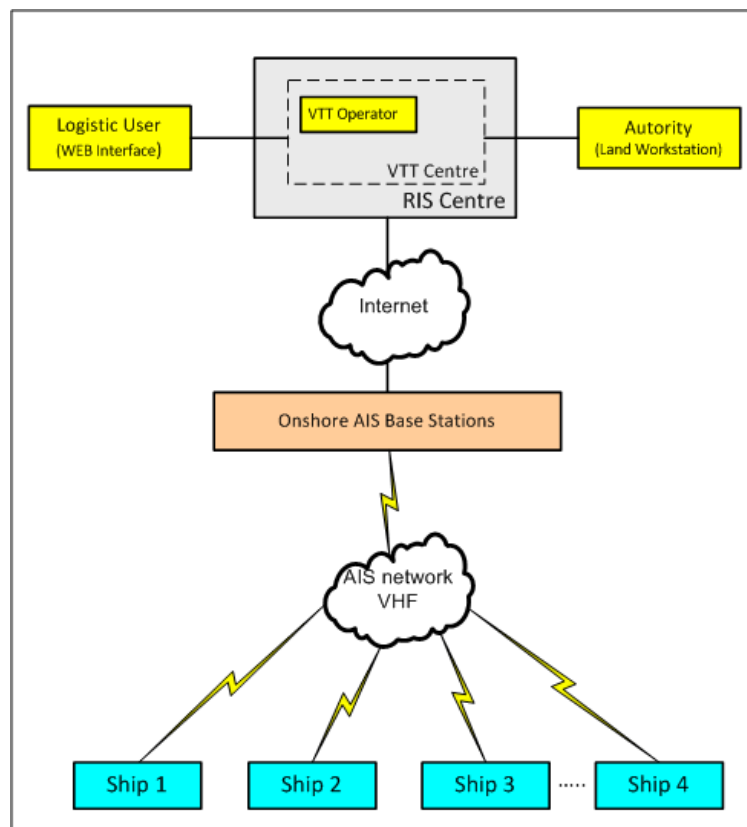 VTT Operator
Logistic User
(WEB Interface)
Autority
(Land Workstation)
VTT Centre
RIS Centre
Internet
Onshore AIS Base Stations
AIS network
VHF
Ship 1
Ship 2
Ship 3
.....
Ship 4